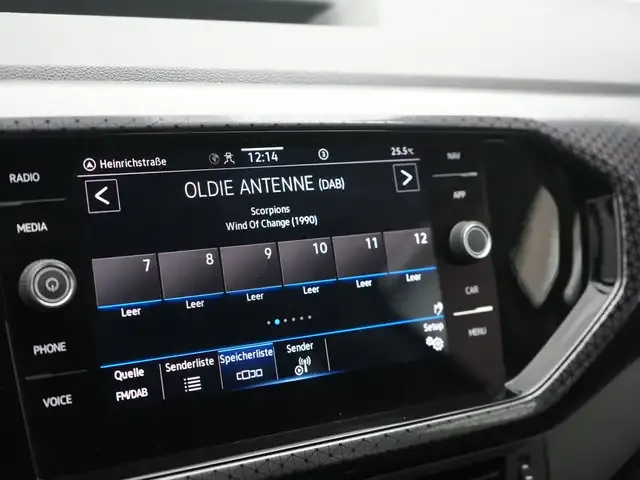 RADIO
MEDIA
PHONE
VOICE
Heinrichstraße 12:14 3 25.5°C
OLDIE ANTENNE (DAB)
Scorpions
Wind Of Change (1990)
7 8 9 10 11 12
Leer Leer Leer Leer Leer Leer
Setup
Quelle Senderliste Speicherliste Sender
FM/DAB
NAV
APP
CAR
MENU